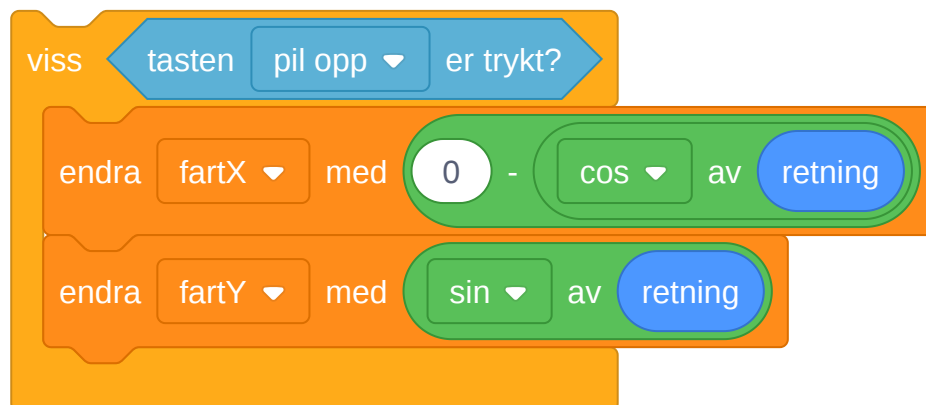 viss tasten pil opp er trykt?
endra fartX med 0 - cos av retning
endra fartY med sin av retning